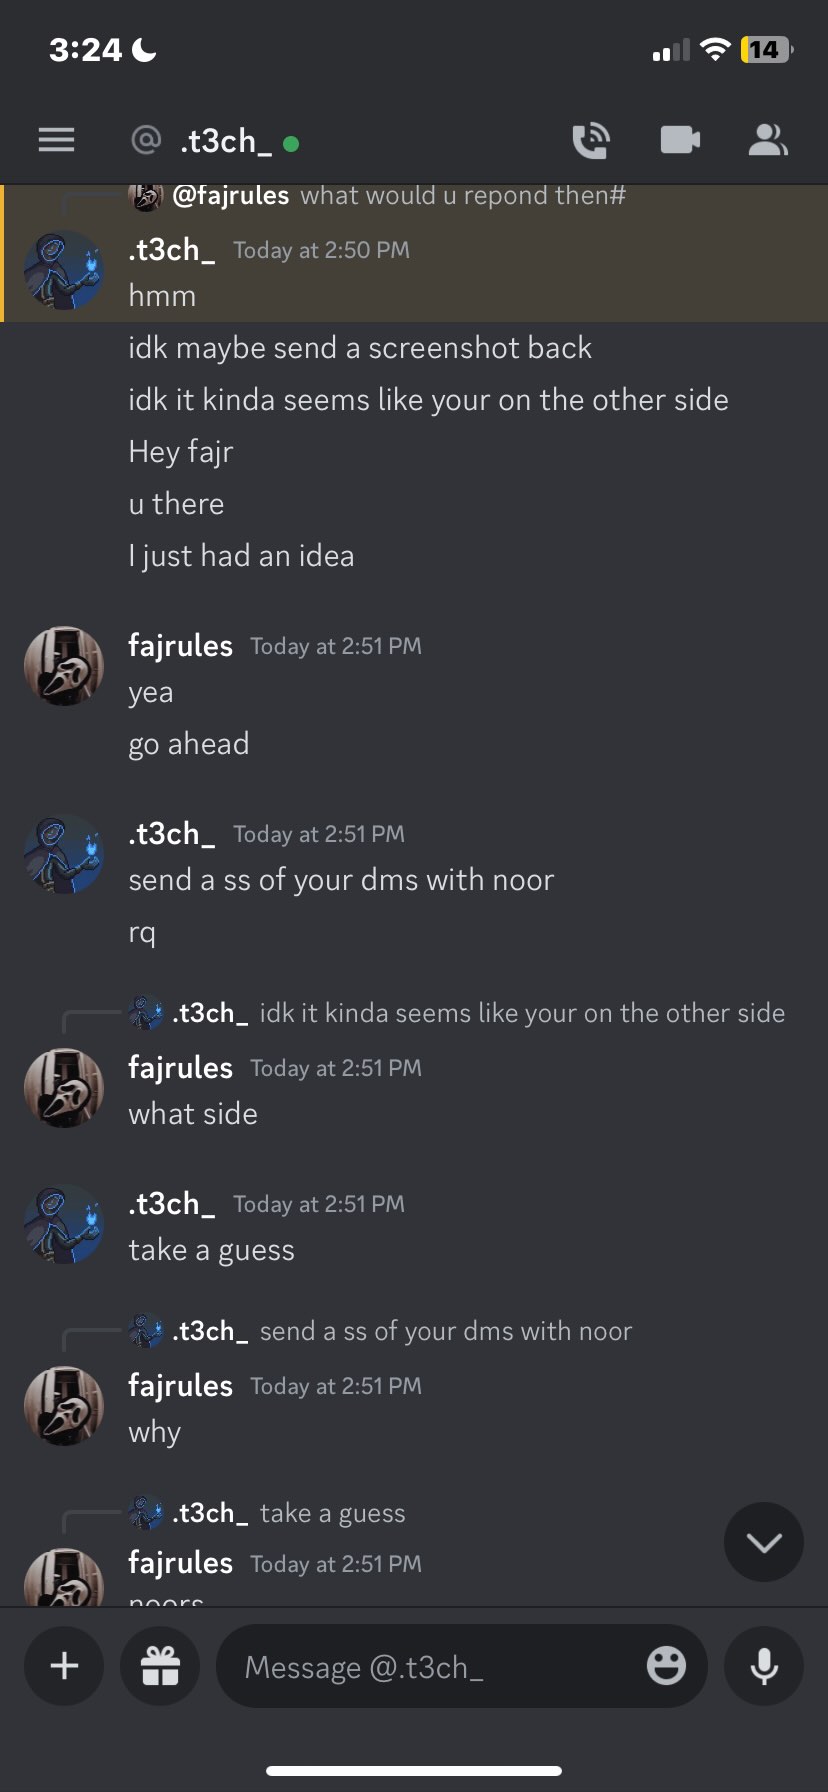 3:24
14
@ .t3ch_
@fajrules what would u repond then#
.t3ch_ Today at 2:50 PM
hmm
idk maybe send a screenshot back
idk it kinda seems like your on the other side
Hey fajr
u there
I just had an idea
fajrules Today at 2:51 PM
yea
go ahead
.t3ch_ Today at 2:51 PM
send a ss of your dms with noor
rq
.t3ch_ idk it kinda seems like your on the other side
fajrules Today at 2:51 PM
what side
.t3ch_ Today at 2:51 PM
take a guess
.t3ch_ send a ss of your dms with noor
fajrules Today at 2:51 PM
why
.t3ch_ take a guess
fajrules Today at 2:51 PM
noors
Message @.t3ch_